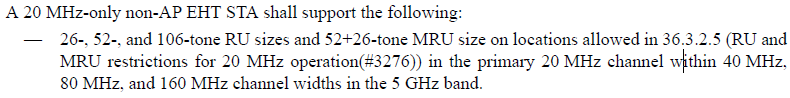 A 20 MHz-only non-AP EHT STA shall support the following:
— 26-, 52-, and 106-tone RU sizes and 52+26-tone MRU size on locations allowed in 36.3.2.5 (RU and
MRU restrictions for 20 MHz operation(#3276)) in the primary 20 MHz channel within 40 MHz,
80 MHz, and 160 MHz channel widths in the 5 GHz band.